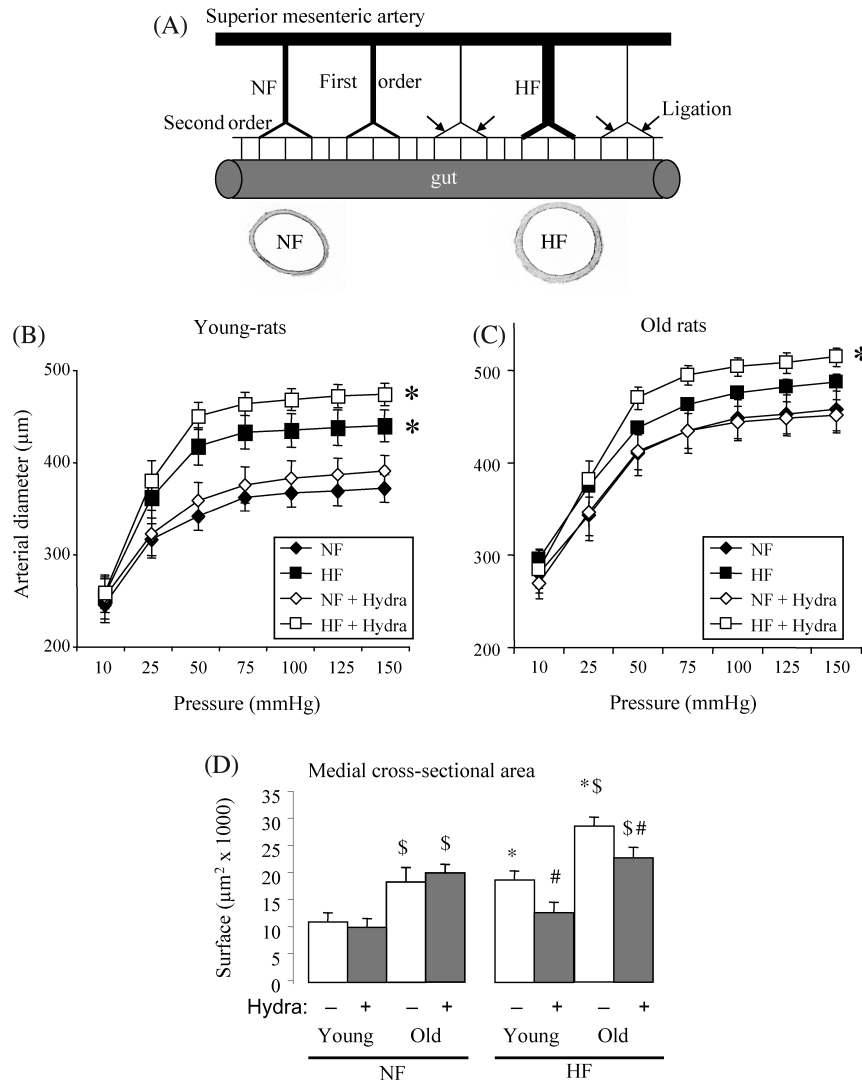 (A)
Superior mesenteric artery
NF
First order
HF
Second order
Ligation
gut
NF
HF
(B)
Young-rats
Arterial diameter (μm)
500
400
300
200
*
*
NF
HF
NF + Hydra
HF + Hydra
10 25 50 75 100 125 150
Pressure (mmHg)
(C)
Old rats
500
400
300
200
*
NF
HF
NF + Hydra
HF + Hydra
10 25 50 75 100 125 150
Pressure (mmHg)
(D)
Medial cross-sectional area
Surface (μm² x 1000)
35
30
25
20
15
10
5
0
$ $ * # *$ $#
Hydra: – + – + – + – +
Young Old Young Old
NF HF